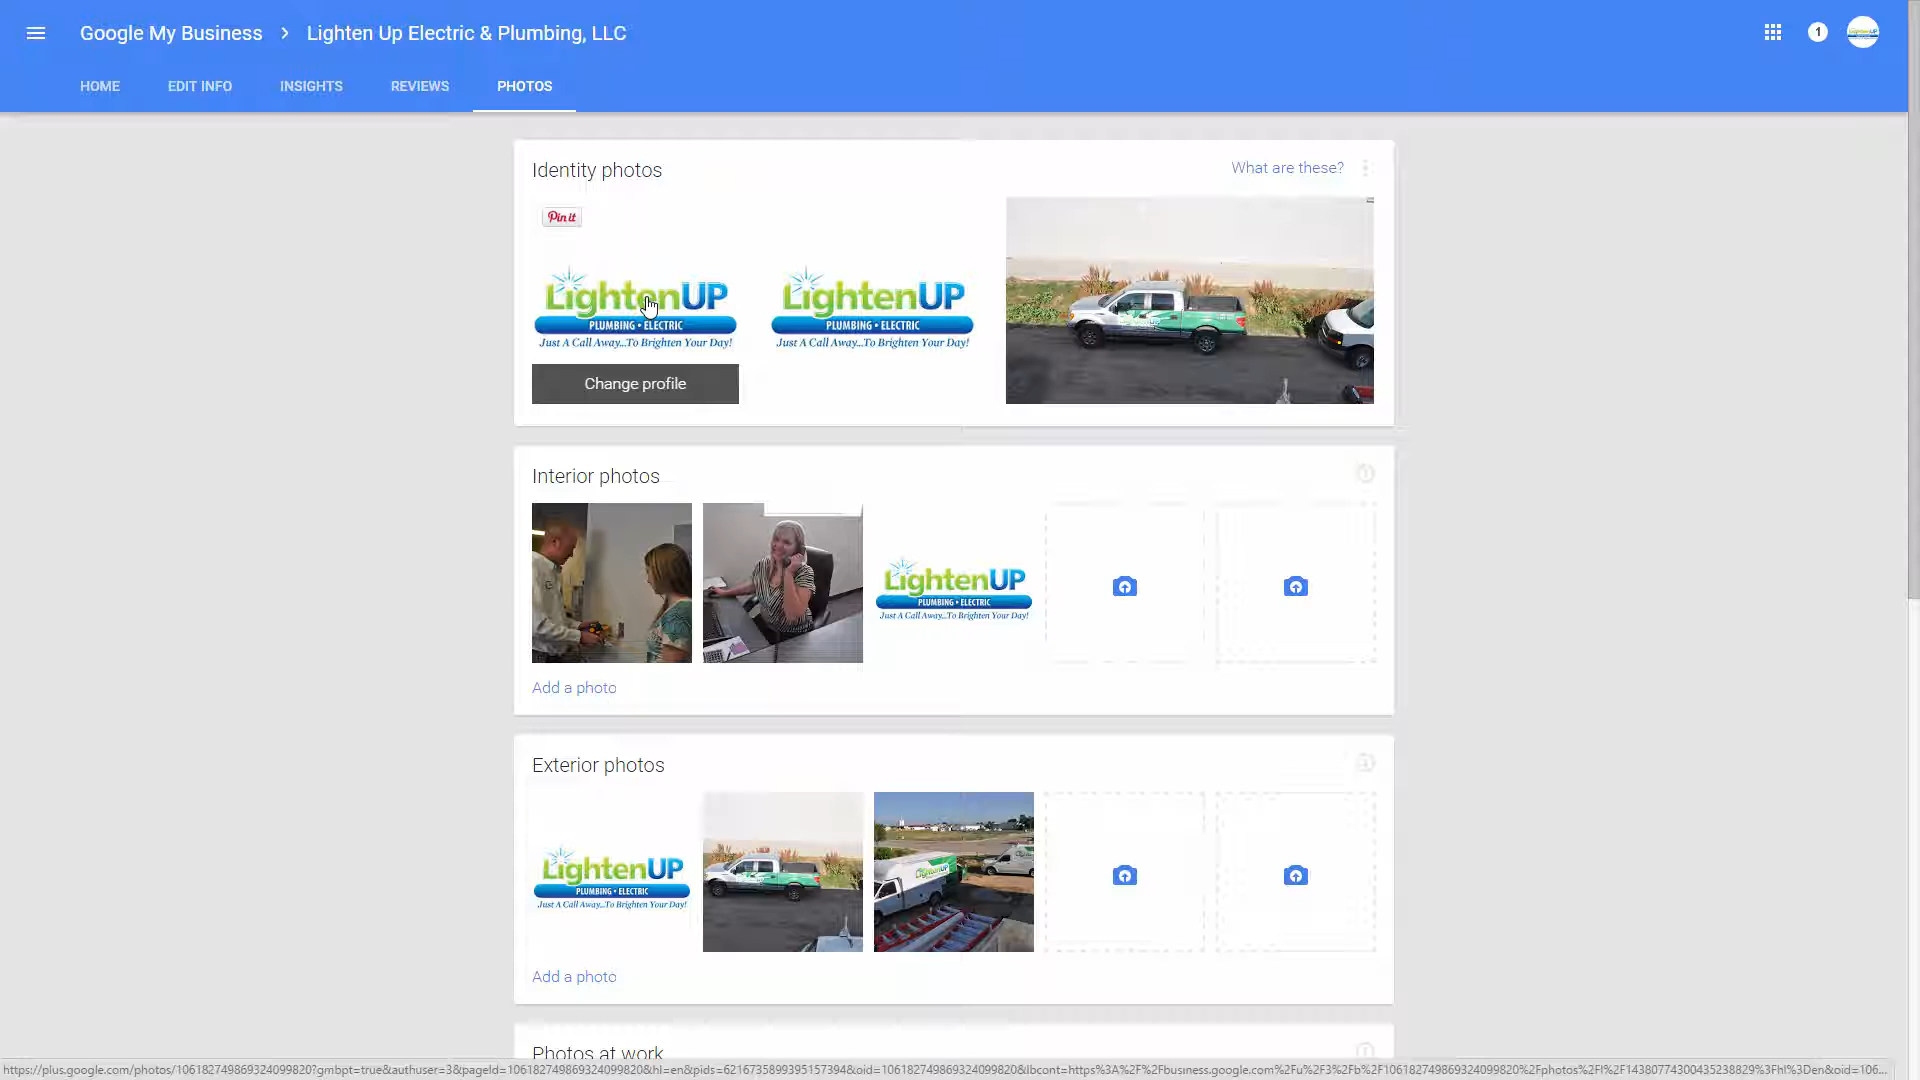 Google My Business > Lighten Up Electric & Plumbing, LLC
1
HOME EDIT INFO INSIGHTS REVIEWS PHOTOS
Identity photos
What are these?
Pin it
LightenUP
PLUMBING • ELECTRIC
Just A Call Away...To Brighten Your Day!
Change profile
LightenUP
PLUMBING • ELECTRIC
Just A Call Away...To Brighten Your Day!
Interior photos
LightenUP
PLUMBING • ELECTRIC
Just A Call Away...To Brighten Your Day!
Add a photo
Exterior photos
LightenUP
PLUMBING • ELECTRIC
Just A Call Away...To Brighten Your Day!
LightenUP
Add a photo
Photos at work